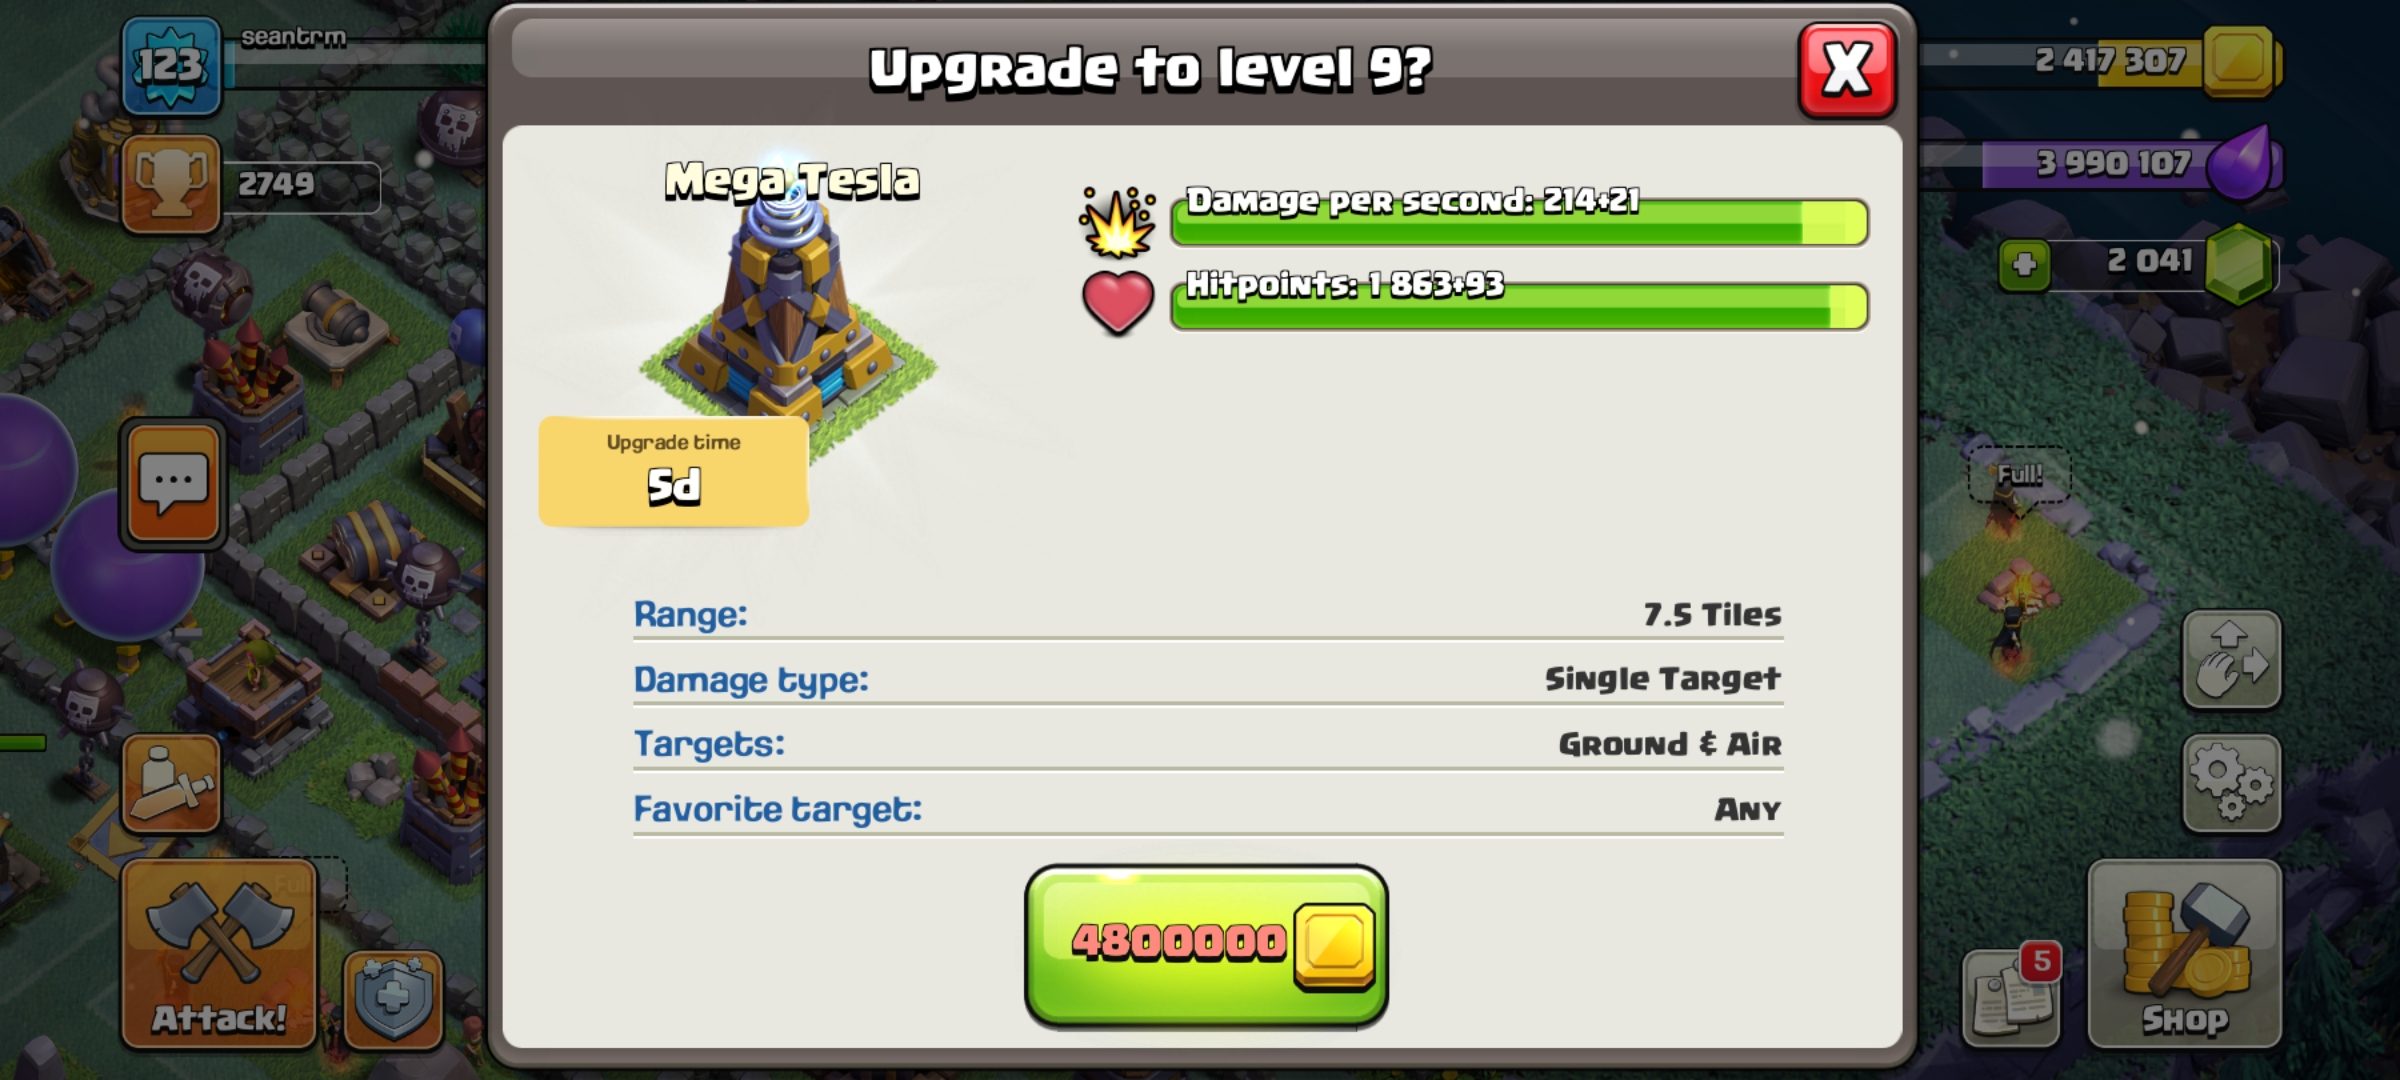 123
seantrm
Upgrade to level 9?
X
2 417 307
2749
Mega Tesla
Damage per second: 214+21
3 990 107
Hitpoints: 1 863+93
2 041
Upgrade time
5d
Full!
Range: 7.5 Tiles
Damage type: Single Target
Targets: Ground & Air
Favorite target: Any
Full!
4800000
5
Attack!
Shop